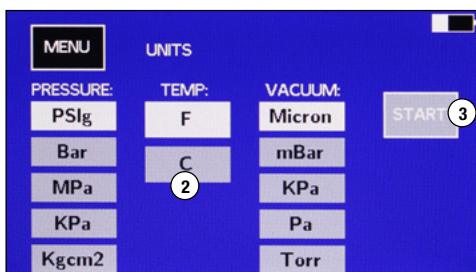 MENU UNITS
PRESSURE: TEMP: VACUUM:
PSIg F Micron START 3
Bar C mBar
2
MPa KPa
KPa Pa
Kgcm2 Torr